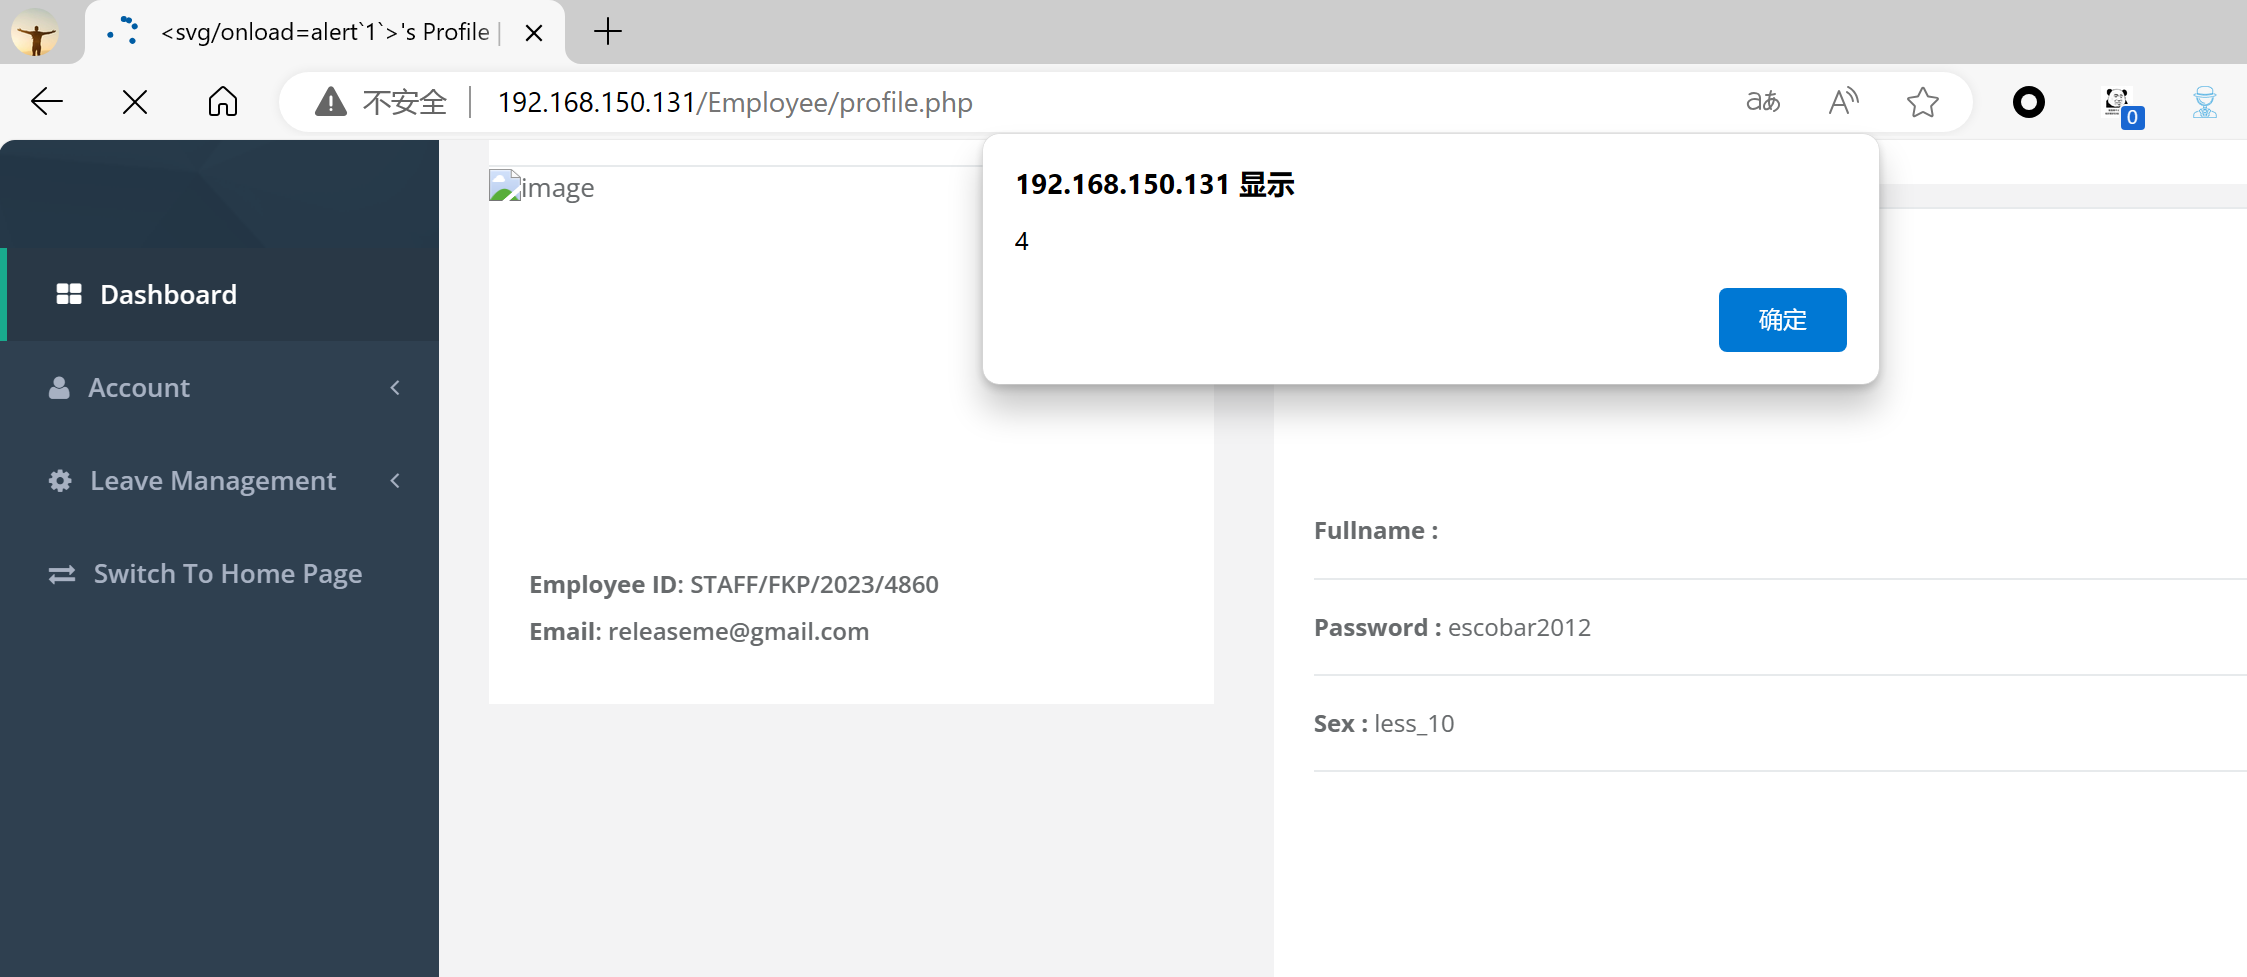 <svg/onload=alert`1`>'s Profile |
不安全 | 192.168.150.131/Employee/profile.php
aあ
A
0
192.168.150.131 显示
4
确定
Dashboard
Account
Leave Management
Switch To Home Page
image
Employee ID: STAFF/FKP/2023/4860
Email: releaseme@gmail.com
Fullname :
Password : escobar2012
Sex : less_10